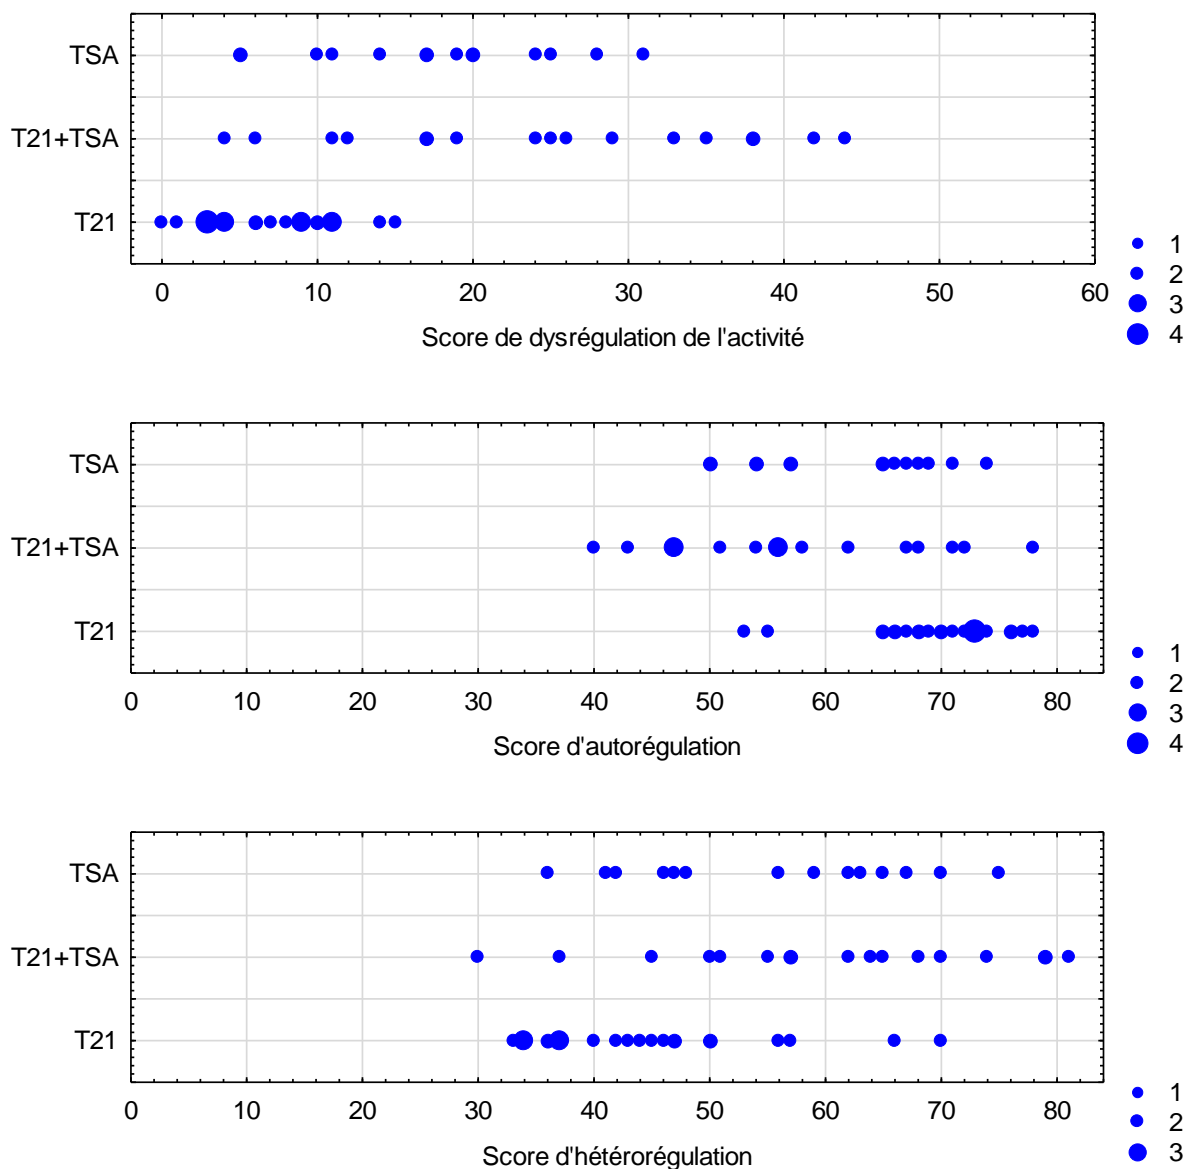 TSA
T21+TSA
T21
0 10 20 30 40 50 60
Score de dysrégulation de l'activité
1
2
3
4
TSA
T21+TSA
T21
0 10 20 30 40 50 60 70 80
Score d'autorégulation
1
2
3
4
TSA
T21+TSA
T21
0 10 20 30 40 50 60 70 80
Score d'hétérorégulation
1
2
3